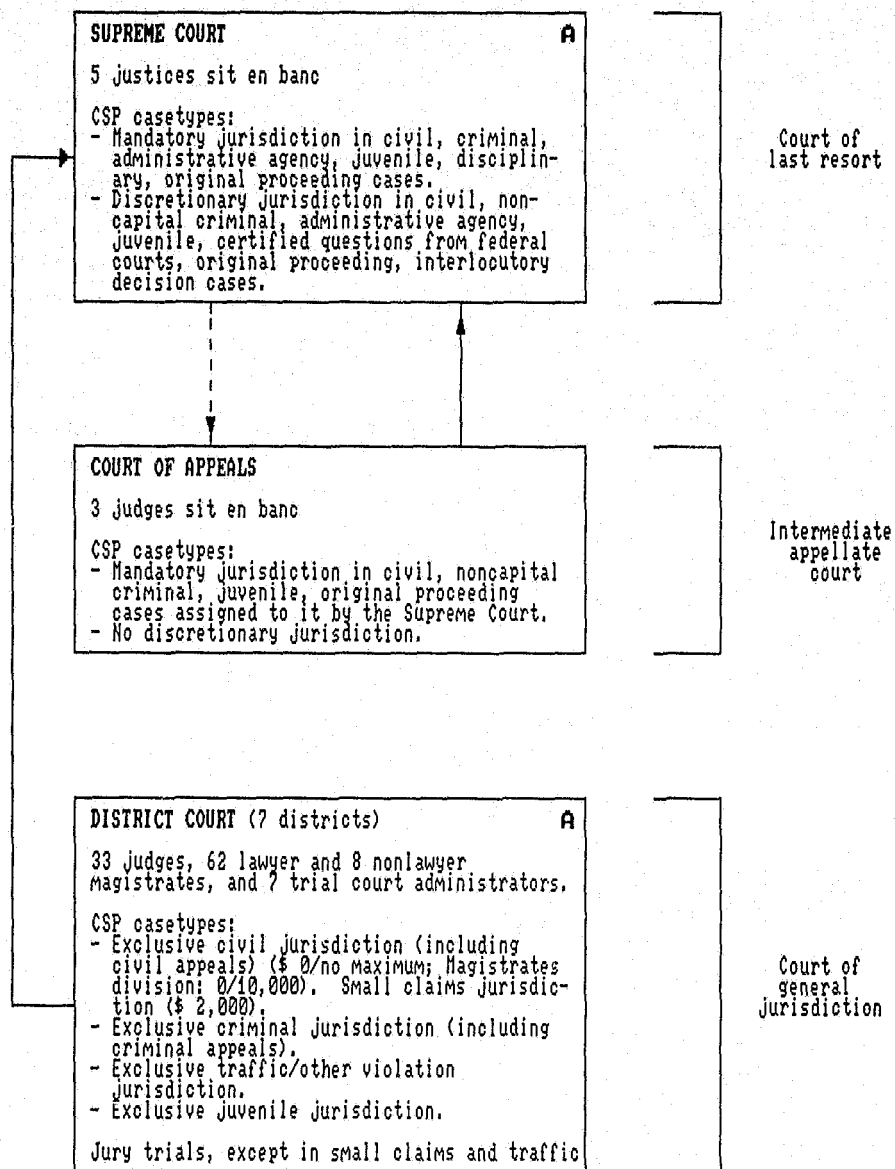 SUPREME COURT A
5 justices sit en banc
CSP casetypes:
- Mandatory jurisdiction in civil, criminal,
administrative agency, juvenile, disciplin-
ary, original proceeding cases.
- Discretionary jurisdiction in civil, non-
capital criminal, administrative agency,
juvenile, certified questions from federal
courts, original proceeding, interlocutory
decision cases.
Court of
last resort
COURT OF APPEALS
3 judges sit en banc
CSP casetypes:
- Mandatory jurisdiction in civil, noncapital
criminal, juvenile, original proceeding
cases assigned to it by the Supreme Court.
- No discretionary jurisdiction.
Intermediate
appellate
court
DISTRICT COURT (7 districts) A
33 judges, 62 lawyer and 8 nonlawyer
magistrates, and 7 trial court administrators.
CSP casetypes:
- Exclusive civil jurisdiction (including
civil appeals) ($ 0/no maximum; Magistrates
division: 0/10,000). Small claims jurisdic-
tion ($ 2,000).
- Exclusive criminal jurisdiction (including
criminal appeals).
- Exclusive traffic/other violation
jurisdiction.
- Exclusive juvenile jurisdiction.
Jury trials, except in small claims and traffic
Court of
general
jurisdiction